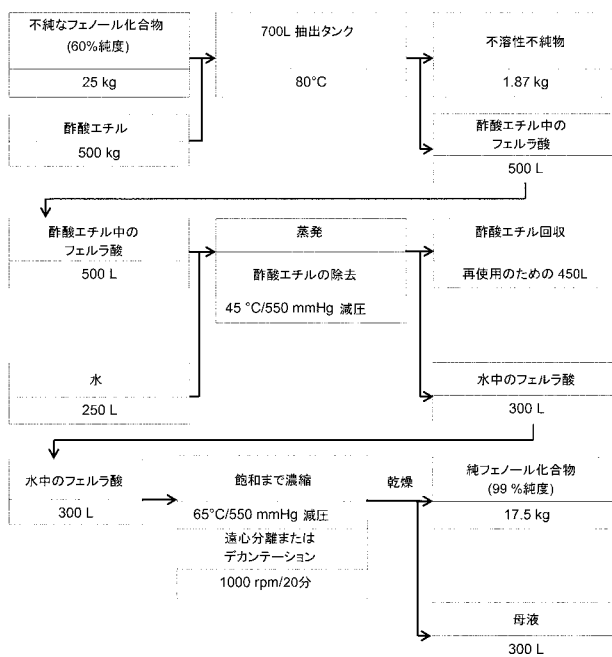 不純なフェノール化合物
(60%純度)
25 kg
700L 抽出タンク
80°C
不溶性不純物
1.87 kg
酢酸エチル
500 kg
酢酸エチル中の
フェルラ酸
500 L
酢酸エチル中の
フェルラ酸
500 L
蒸発
酢酸エチルの除去
45 °C/550 mmHg 減圧
酢酸エチル回収
再使用のための 450L
水
250 L
水中のフェルラ酸
300 L
水中のフェルラ酸
300 L
飽和まで濃縮
65°C/550 mmHg 減圧
遠心分離または
デカンテーション
1000 rpm/20分
乾燥
純フェノール化合物
(99 %純度)
17.5 kg
母液
300 L